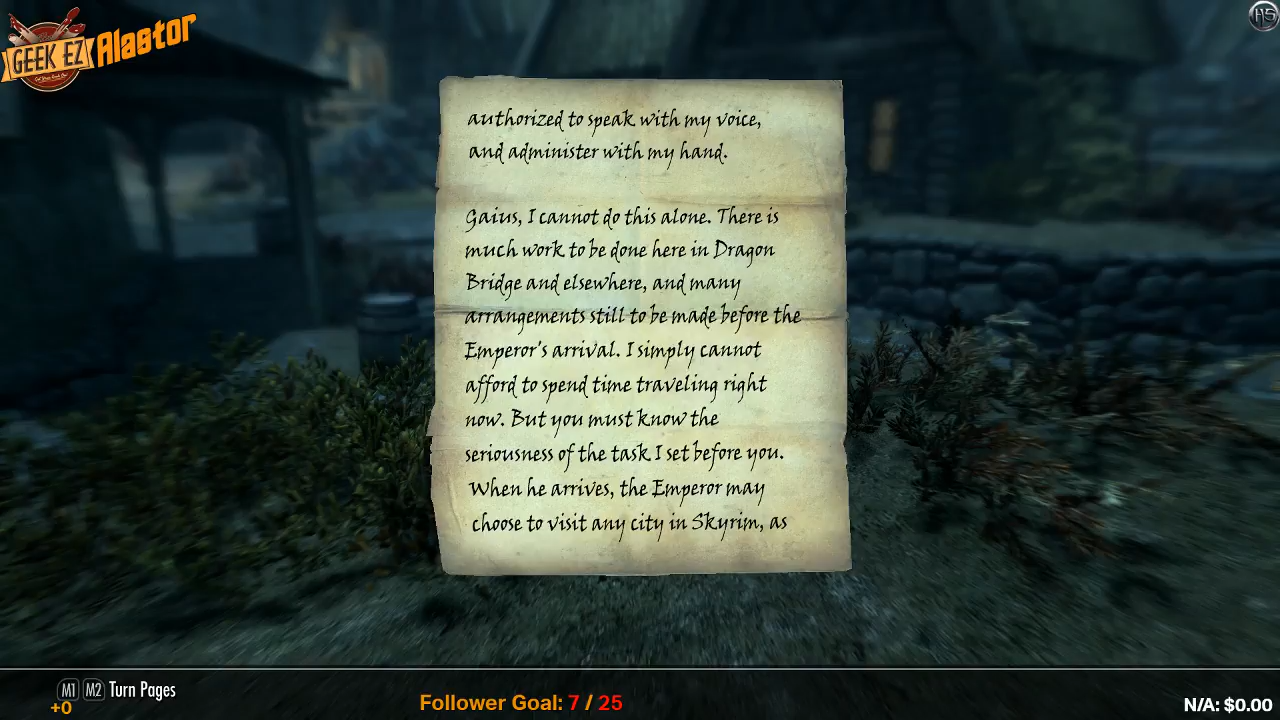 GEEK EZ
Alastor
HS
authorized to speak with my voice,
and administer with my hand.
Gaius, I cannot do this alone. There is
much work to be done here in Dragon
Bridge and elsewhere, and many
arrangements still to be made before the
Emperor's arrival. I simply cannot
afford to spend time traveling right
now. But you must know the
seriousness of the task I set before you.
When he arrives, the Emperor may
choose to visit any city in Skyrim, as
M1 M2 Turn Pages
+0
Follower Goal: 7 / 25
N/A: $0.00